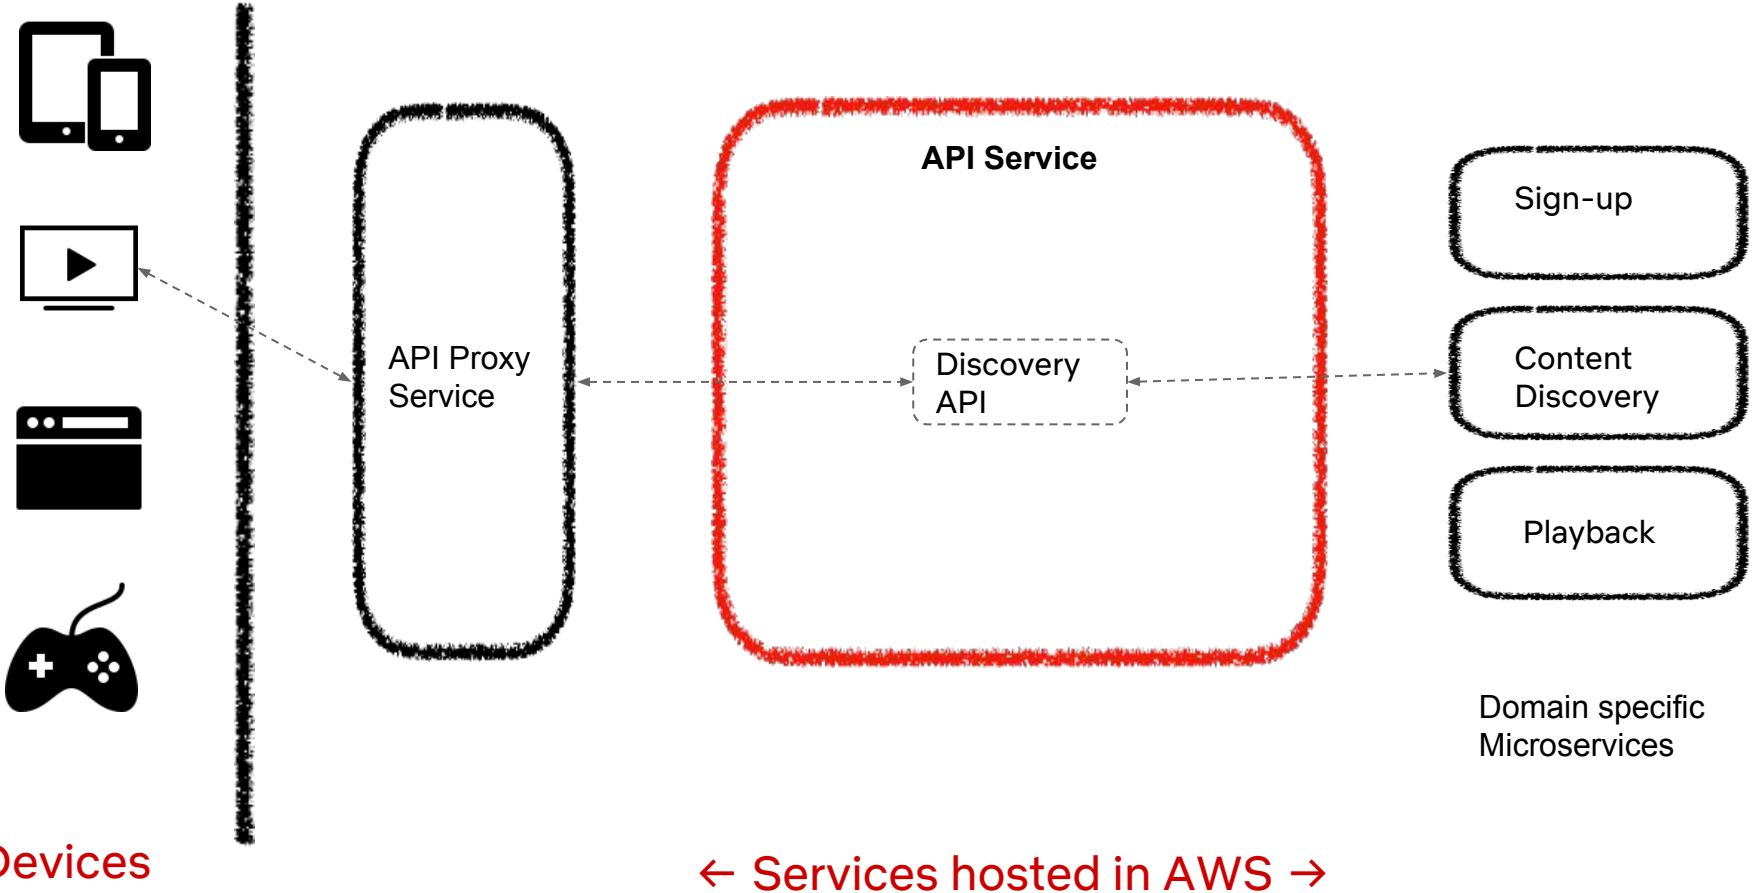 API Service
Sign-up
API Proxy
Service
Discovery
API
Content
Discovery
Playback
Domain specific
Microservices
Devices
← Services hosted in AWS →